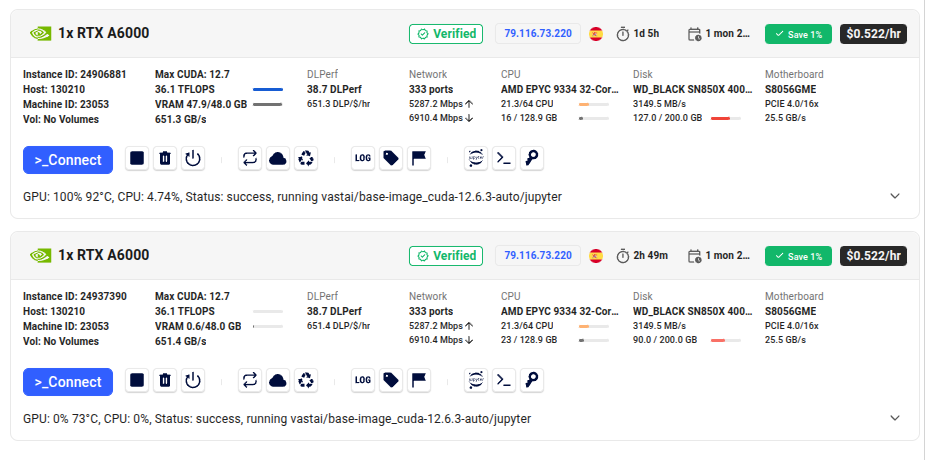 1x RTX A6000 Verified 79.116.73.220 1d 5h 1 mon 2... Save 1% $0.522/hr
Instance ID: 24906881 Max CUDA: 12.7 DLPerf Network CPU Disk Motherboard
Host: 130210 36.1 TFLOPS 38.7 DLPerf 333 ports AMD EPYC 9334 32-Cor... WD_BLACK SN850X 400... S8056GME
Machine ID: 23053 VRAM 47.9/48.0 GB 651.3 DLP/$/hr 5287.2 Mbps ↑ 21.3/64 CPU 3149.5 MB/s PCIE 4.0/16x
Vol: No Volumes 651.3 GB/s 6910.4 Mbps ↓ 16 / 128.9 GB 127.0 / 200.0 GB 25.5 GB/s
>_Connect LOG jupyter >_
GPU: 100% 92°C, CPU: 4.74%, Status: success, running vastai/base-image_cuda-12.6.3-auto/jupyter
1x RTX A6000 Verified 79.116.73.220 2h 49m 1 mon 2... Save 1% $0.522/hr
Instance ID: 24937390 Max CUDA: 12.7 DLPerf Network CPU Disk Motherboard
Host: 130210 36.1 TFLOPS 38.7 DLPerf 333 ports AMD EPYC 9334 32-Cor... WD_BLACK SN850X 400... S8056GME
Machine ID: 23053 VRAM 0.6/48.0 GB 651.4 DLP/$/hr 5287.2 Mbps ↑ 21.3/64 CPU 3149.5 MB/s PCIE 4.0/16x
Vol: No Volumes 651.4 GB/s 6910.4 Mbps ↓ 23 / 128.9 GB 90.0 / 200.0 GB 25.5 GB/s
>_Connect LOG jupyter >_
GPU: 0% 73°C, CPU: 0%, Status: success, running vastai/base-image_cuda-12.6.3-auto/jupyter